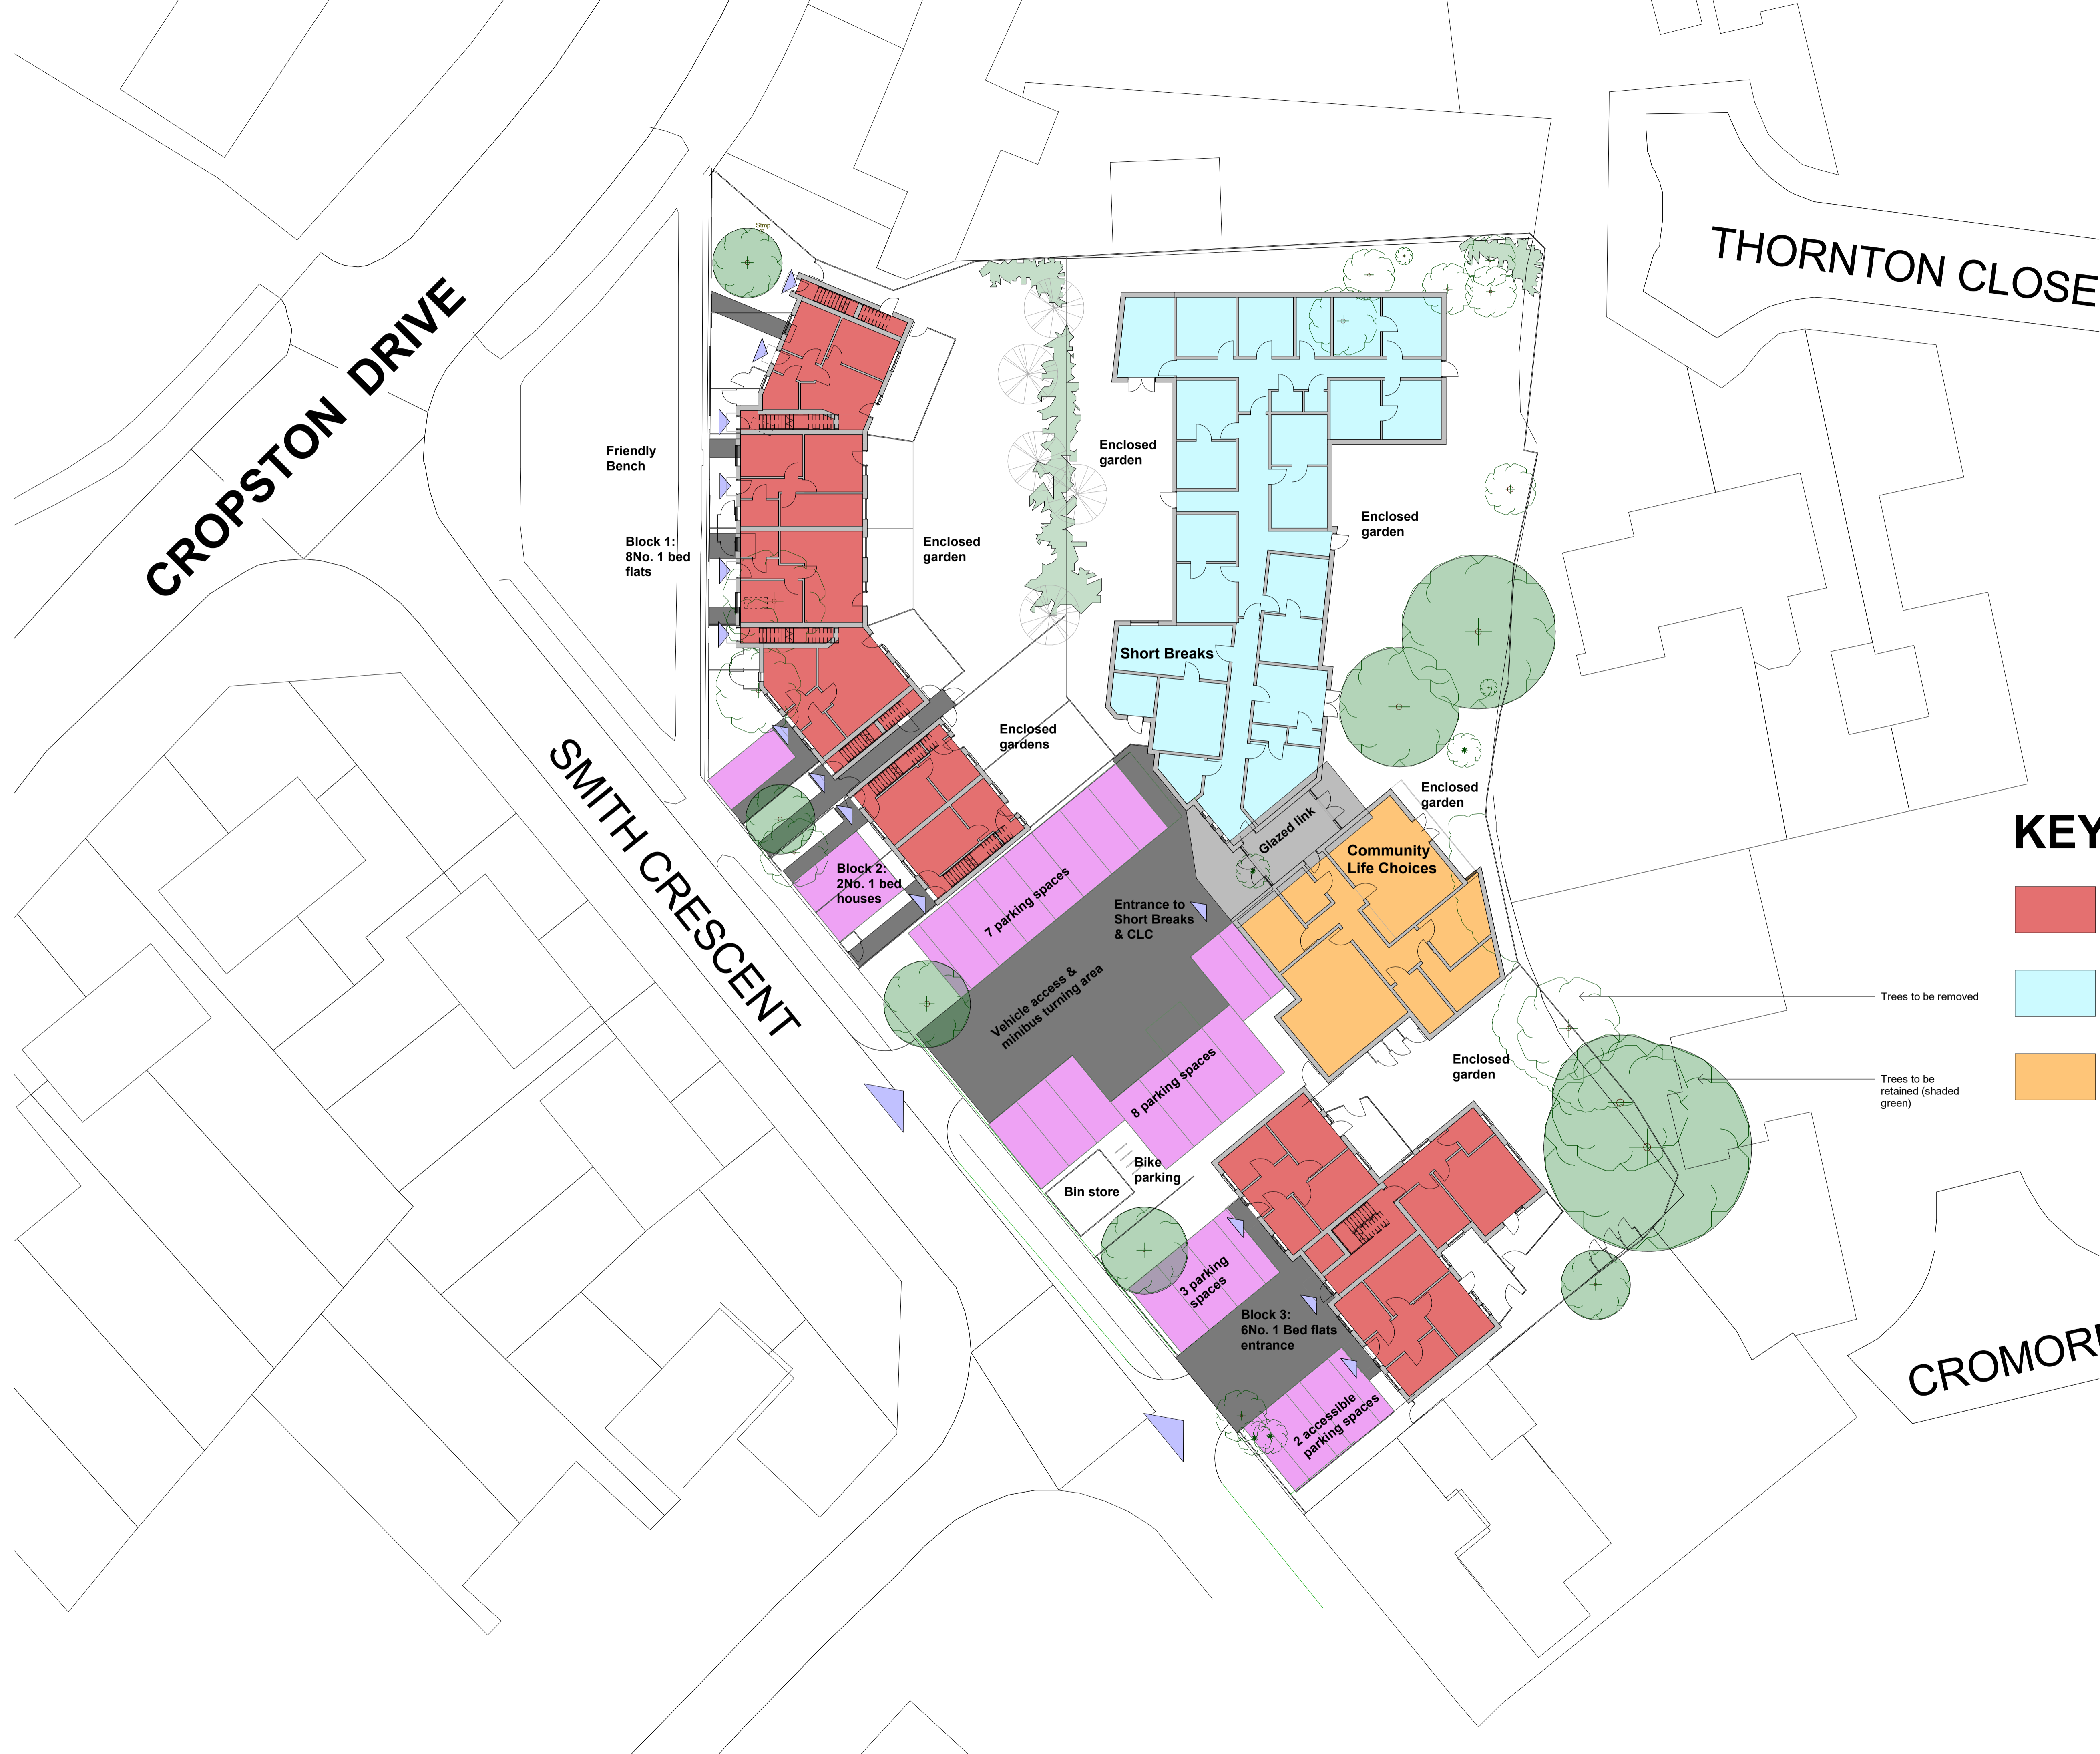 Stmp
THORNTON CLOSE
CROPSTON DRIVE
Friendly
Bench
Enclosed
garden
Enclosed
garden
Block 1:
8No. 1 bed
flats
Enclosed
garden
Short Breaks
Enclosed
gardens
SMITH CRESCENT
Enclosed
garden
Glazed link
KEY
Community
Life Choices
Block 2:
2No. 1 bed
houses
7 parking spaces
Entrance to
Short Breaks
& CLC
Vehicle access &
minibus turning area
Trees to be removed
8 parking spaces
Enclosed
garden
Trees to be
retained (shaded
green)
Bike
parking
Bin store
3 parking
spaces
Block 3:
6No. 1 Bed flats
entrance
2 accessible
parking spaces